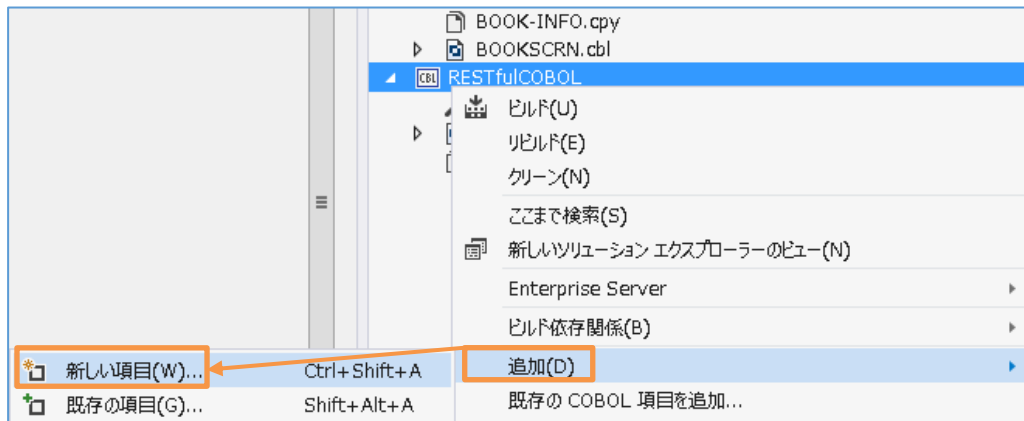 BOOK-INFO.cpy
BOOKSCRN.cbl
CBL RESTfulCOBOL
ビルド(U)
リビルド(E)
クリーン(N)
ここまで検索(S)
新しいソリューション エクスプローラーのビュー(N)
Enterprise Server
ビルド依存関係(B)
追加(D)
既存の COBOL 項目を追加...
新しい項目(W)... Ctrl+Shift+A
既存の項目(G)... Shift+Alt+A